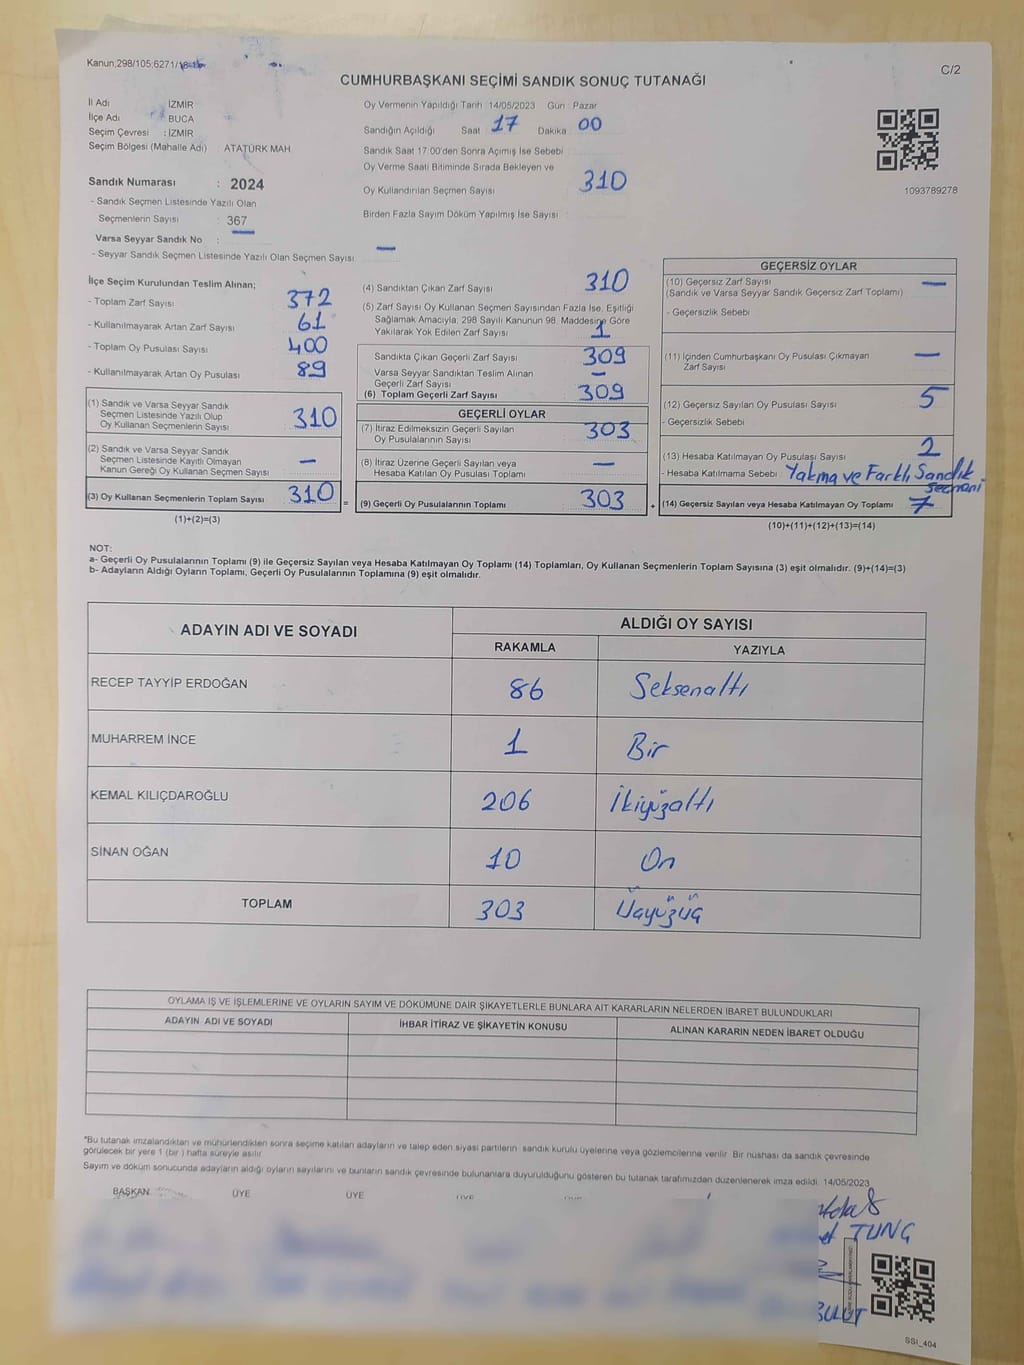 Kanun;298/105;6271/
C/2
CUMHURBAŞKANI SEÇİMİ SANDIK SONUÇ TUTANAĞI
İl Adı İZMİR
İlçe Adı BUCA
Seçim Çevresi : İZMİR
Seçim Bölgesi (Mahalle Adı) ATATÜRK MAH.
Oy Vermenin Yapıldığı Tarih :14/05/2023 Gün : Pazar
Sandığın Açıldığı Saat 17 Dakika 00
Sandık Saat 17:00'den Sonra Açımış İse Sebebi
Oy Verme Saati Bitiminde Sırada Bekleyen ve
Oy Kullandırılan Seçmen Sayısı 310
Birden Fazla Sayım Döküm Yapılmış İse Sayısı
1093789278
Sandık Numarası : 2024
- Sandık Seçmen Listesinde Yazılı Olan
Seçmenlerin Sayısı : 367
Varsa Seyyar Sandık No : —
- Seyyar Sandık Seçmen Listesinde Yazılı Olan Seçmen Sayısı : —
İlçe Seçim Kurulundan Teslim Alınan;
- Toplam Zarf Sayısı 372
- Kullanılmayarak Artan Zarf Sayısı 61
- Toplam Oy Pusulası Sayısı 400
- Kullanılmayarak Artan Oy Pusulası 89
(1) Sandık ve Varsa Seyyar Sandık
Seçmen Listesinde Yazılı Olup
Oy Kullanan Seçmenlerin Sayısı 310
(2) Sandık ve Varsa Seyyar Sandık
Seçmen Listesinde Kayıtlı Olmayan
Kanun Gereği Oy Kullanan Seçmen Sayısı —
(3) Oy Kullanan Seçmenlerin Toplam Sayısı 310 =
(1)+(2)=(3)
(4) Sandıktan Çıkan Zarf Sayısı 310
(5) Zarf Sayısı Oy Kullanan Seçmen Sayısından Fazla İse, Eşitliği
Sağlamak Amacıyla, 298 Sayılı Kanunun 98. Maddesine Göre
Yakılarak Yok Edilen Zarf Sayısı 1
Sandıkta Çıkan Geçerli Zarf Sayısı 309
Varsa Seyyar Sandıktan Teslim Alınan
Geçerli Zarf Sayısı —
(6) Toplam Geçerli Zarf Sayısı 309
GEÇERLİ OYLAR
(7) İtiraz Edilmeksizin Geçerli Sayılan
Oy Pusulalarının Sayısı 303
(8) İtiraz Üzerine Geçerli Sayılan veya
Hesaba Katılan Oy Pusulası Toplamı —
(9) Geçerli Oy Pusulalarının Toplamı 303 +
GEÇERSİZ OYLAR
(10) Geçersiz Zarf Sayısı —
(Sandık ve Varsa Seyyar Sandık Geçersiz Zarf Toplamı)
- Geçersizlik Sebebi
(11) İçinden Cumhurbaşkanı Oy Pusulası Çıkmayan
Zarf Sayısı —
(12) Geçersiz Sayılan Oy Pusulası Sayısı 5
- Geçersizlik Sebebi
(13) Hesaba Katılmayan Oy Pusulası Sayısı 2
- Hesaba Katılmama Sebebi : Yakma ve Farklı Sandık
seçmeni
(14) Geçersiz Sayılan veya Hesaba Katılmayan Oy Toplamı 7
(10)+(11)+(12)+(13)=(14)
NOT:
a- Geçerli Oy Pusulalarının Toplamı (9) ile Geçersiz Sayılan veya Hesaba Katılmayan Oy Toplamı (14) Toplamları, Oy Kullanan Seçmenlerin Toplam Sayısına (3) eşit olmalıdır. (9)+(14)=(3)
b- Adayların Aldığı Oyların Toplamı, Geçerli Oy Pusulalarının Toplamına (9) eşit olmalıdır.
ADAYIN ADI VE SOYADI
ALDIĞI OY SAYISI
RAKAMLA YAZIYLA
RECEP TAYYİP ERDOĞAN 86 Seksenaltı
MUHARREM İNCE 1 Bir
KEMAL KILIÇDAROĞLU 206 İkiyüzaltı
SİNAN OĞAN 10 On
TOPLAM 303 Üçyüzüç
OYLAMA İŞ VE İŞLEMLERİNE VE OYLARIN SAYIM VE DÖKÜMÜNE DAİR ŞİKAYETLERLE BUNLARA AİT KARARLARIN NELERDEN İBARET BULUNDUKLARI
ADAYIN ADI VE SOYADI İHBAR İTİRAZ VE ŞİKAYETİN KONUSU ALINAN KARARIN NEDEN İBARET OLDUĞU
*Bu tutanak imzalandıktan ve mühürlendikten sonra seçime katılan adayların ve talep eden siyasi partilerin sandık kurulu üyelerine veya gözlemcilerine verilir. Bir nüshası da sandık çevresinde
görülecek bir yere 1 (bir ) hafta süreyle asılır.
Sayım ve döküm sonucunda adayların aldığı oyların sayılarını ve bunların sandık çevresinde bulunanlara duyurulduğunu gösteren bu tutanak tarafımızdan düzenlenerek imza edildi. 14/05/2023
BAŞKAN ÜYE ÜYE
TUNG
BULUT
SSİ_404